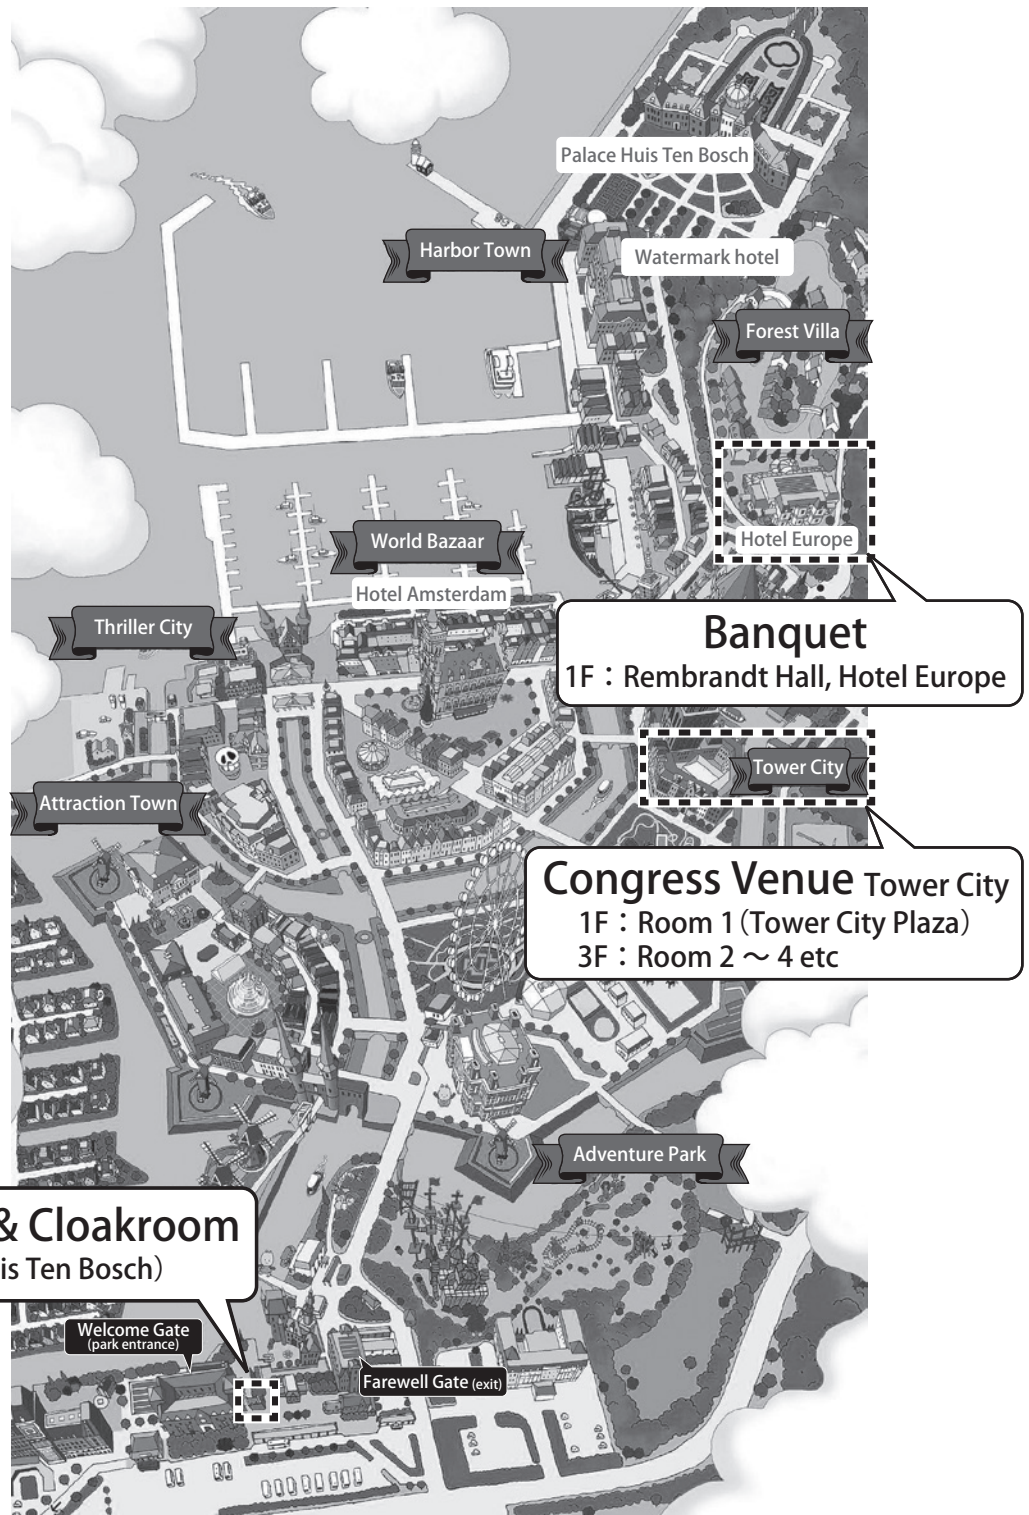 Palace Huis Ten Bosch
Harbor Town
Watermark hotel
Forest Villa
Hotel Europe
World Bazaar
Hotel Amsterdam
Thriller City
Banquet
1F：Rembrandt Hall, Hotel Europe
Tower City
Attraction Town
Congress Venue Tower City
1F：Room 1（Tower City Plaza）
3F：Room 2 ～ 4 etc
Adventure Park
& Cloakroom
is Ten Bosch）
Welcome Gate
(park entrance)
Farewell Gate (exit)